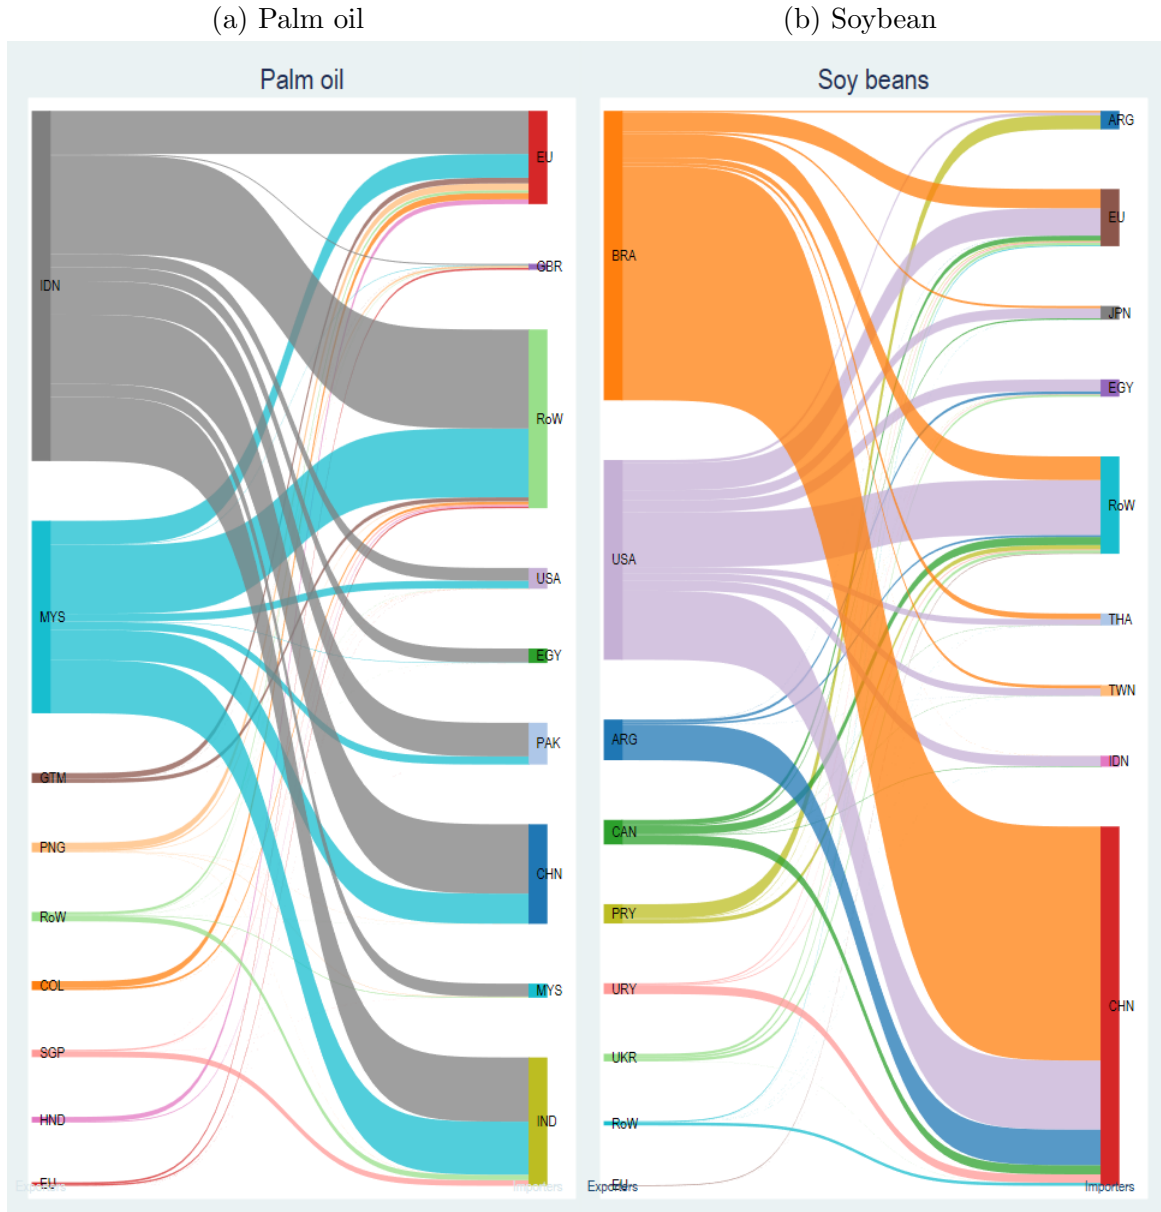 (a) Palm oil
(b) Soybean
Palm oil
IDN
MYS
GTM
PNG
RoW
COL
SGP
HND
EU
EU
GBR
RoW
USA
EGY
PAK
CHN
MYS
IND
Exporters
Importers
Soy beans
BRA
USA
ARG
CAN
PRY
URY
UKR
RoW
EU
ARG
EU
JPN
EGY
RoW
THA
TWN
IDN
CHN
Exporters
Importers